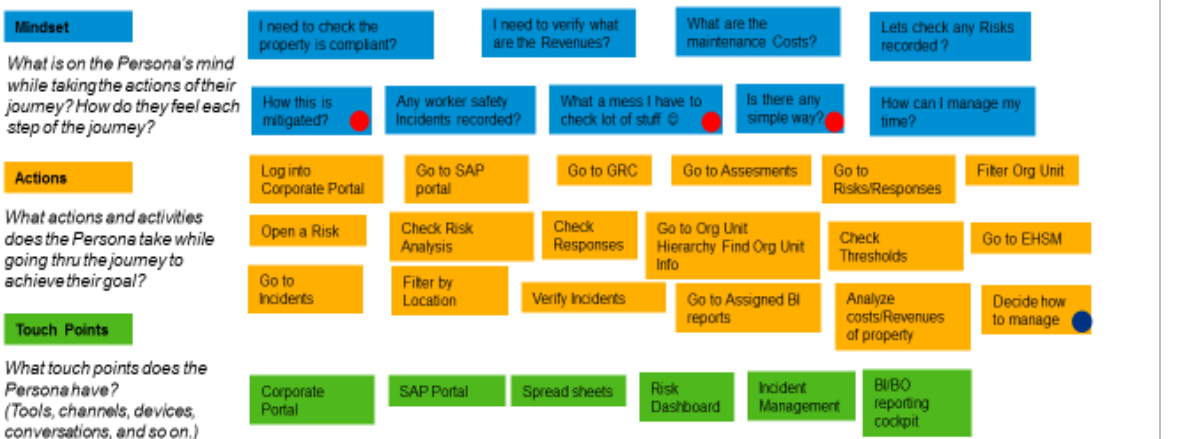 Mindset
What is on the Persona's mind
while taking the actions of their
journey? How do they feel each
step of the journey?
I need to check the
property is compliant?
I need to verify what
are the Revenues?
What are the
maintenance Costs?
Lets check any Risks
recorded ?
How this is
mitigated?
Any worker safety
Incidents recorded?
What a mess I have to
check lot of stuff ☺
Is there any
simple way?
How can I manage my
time?
Actions
What actions and activities
does the Persona take while
going thru the journey to
achieve their goal?
Log into
Corporate Portal
Go to SAP
portal
Go to GRC
Go to Assesments
Go to
Risks/Responses
Filter Org Unit
Open a Risk
Check Risk
Analysis
Check
Responses
Go to Org Unit
Hierarchy Find Org Unit
Info
Check
Thresholds
Go to EHSM
Go to
Incidents
Filter by
Location
Verify Incidents
Go to Assigned BI
reports
Analyze
costs/Revenues
of property
Decide how
to manage
Touch Points
What touch points does the
Persona have?
(Tools, channels, devices,
conversations, and so on.)
Corporate
Portal
SAP Portal
Spread sheets
Risk
Dashboard
Incident
Management
BI/BO
reporting
cockpit